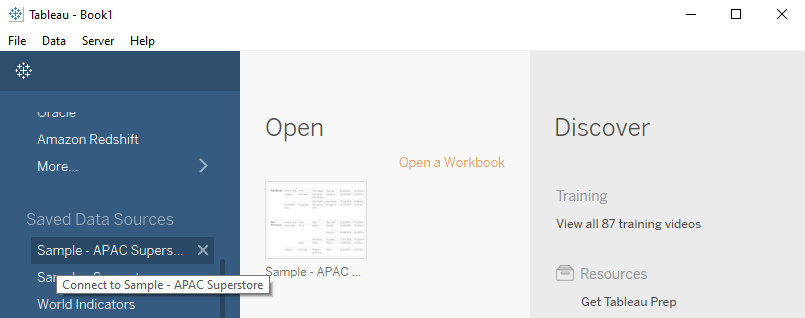 Tableau - Book1
File Data Server Help
Oracle
Amazon Redshift
More...
Saved Data Sources
Sample - APAC Supers...
Connect to Sample - APAC Superstore
World Indicators
Open
Open a Workbook
Sample - APAC ...
Discover
Training
View all 87 training videos
Resources
Get Tableau Prep